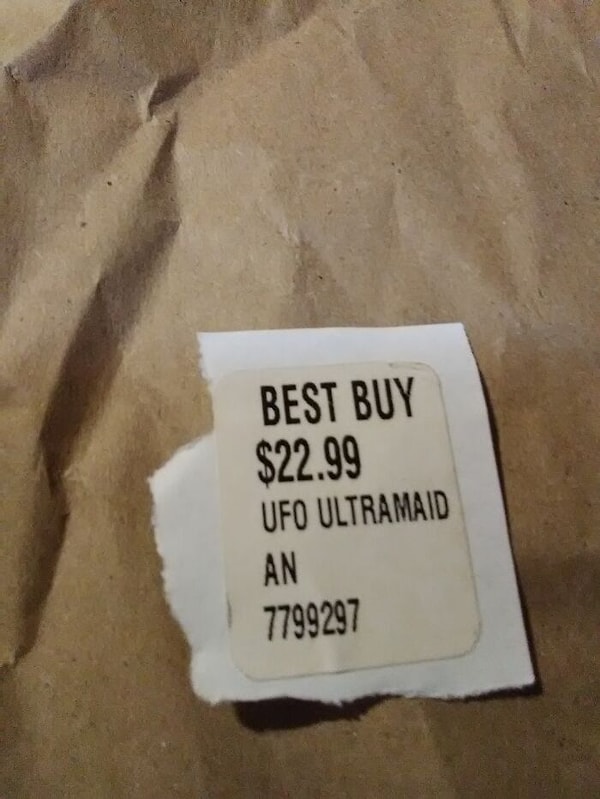 BEST BUY
$22.99
UFO ULTRAMAID
AN
7799297